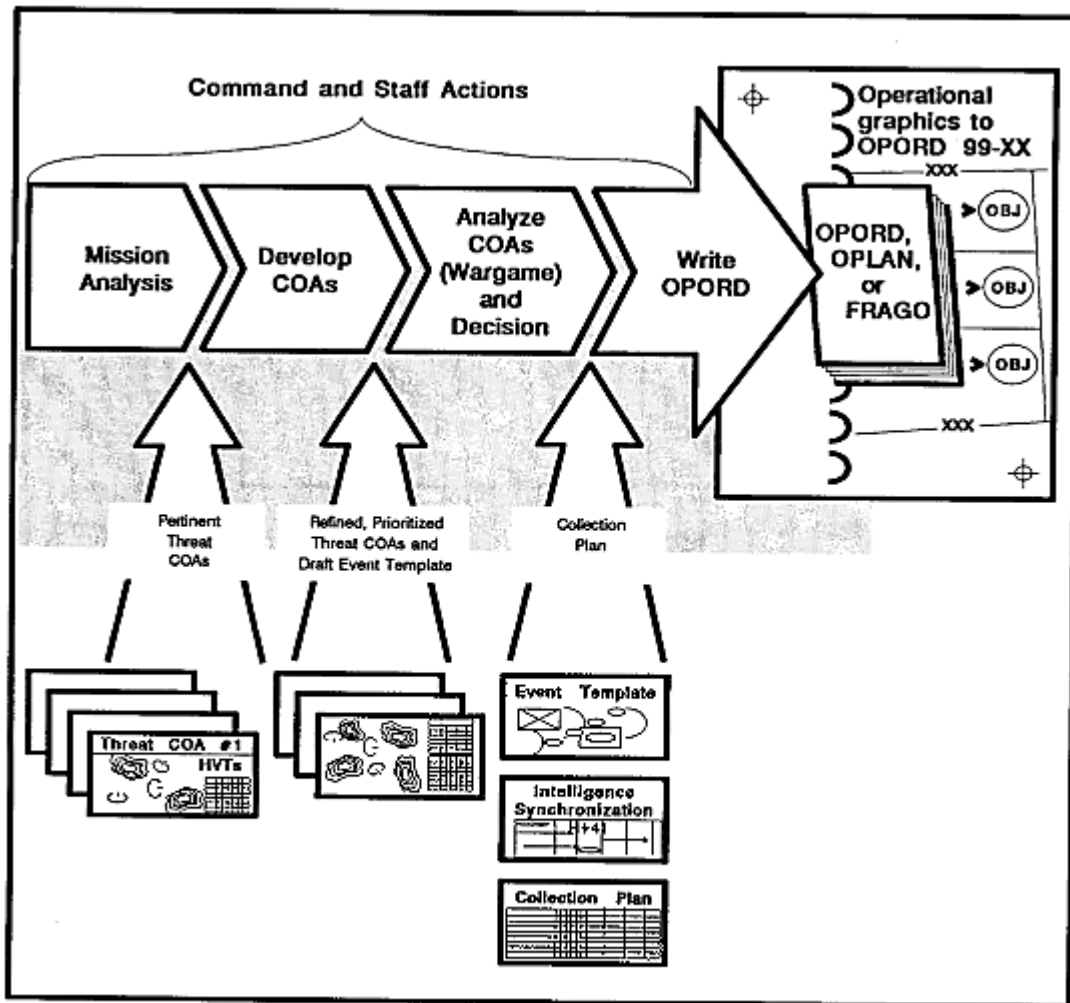 Command and Staff Actions
Operational
graphics to
OPORD 99-XX
XXX
Mission
Analysis
Develop
COAs
Analyze
COAs
(Wargame)
and
Decision
Write
OPORD
OPORD,
OPLAN,
or
FRAGO
OBJ
OBJ
OBJ
XXX
Pertinent
Threat
COAs
Refined, Prioritized
Threat COAs and
Draft Event Template
Collection
Plan
Threat COA #1
HVTs
Event Template
Intelligence
Synchronization
H+4
Collection Plan